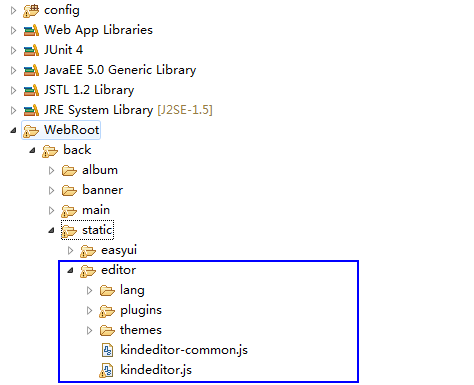 config
Web App Libraries
JUnit 4
JavaEE 5.0 Generic Library
JSTL 1.2 Library
JRE System Library [J2SE-1.5]
WebRoot
back
album
banner
main
static
easyui
editor
lang
plugins
themes
kindeditor-common.js
kindeditor.js